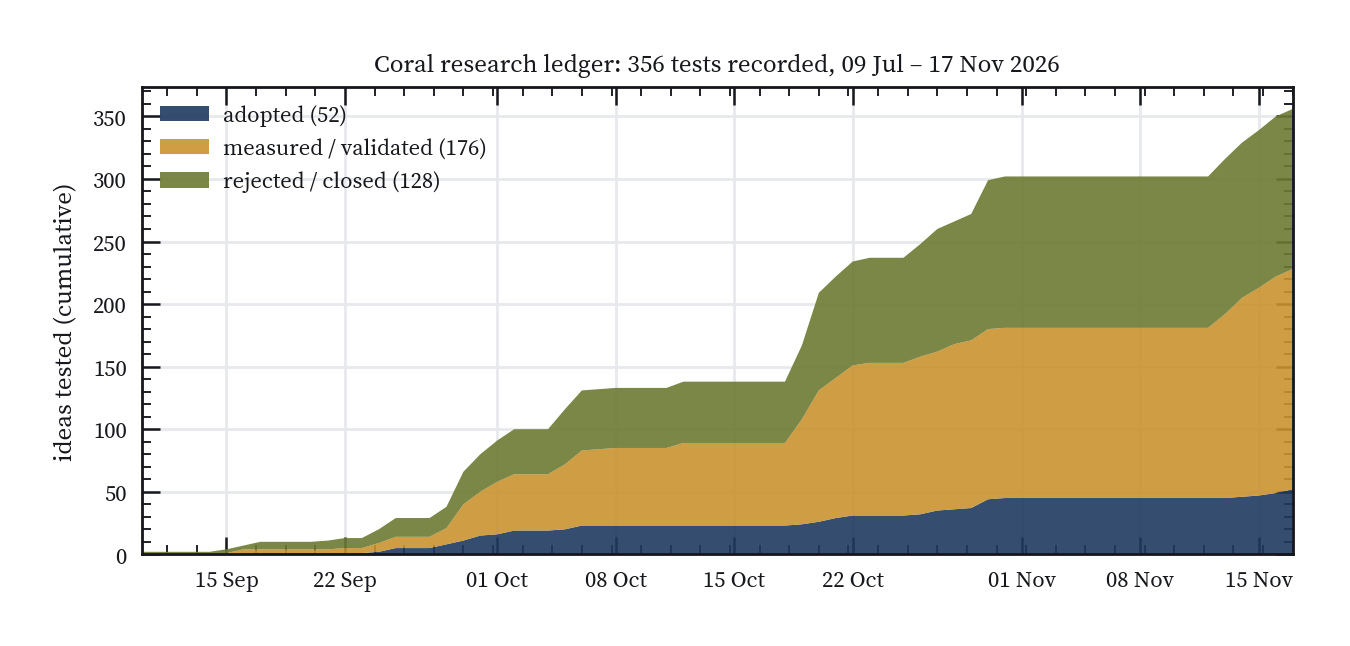 Coral research ledger: 356 tests recorded, 09 Jul – 17 Nov 2026
adopted (52)
measured / validated (176)
rejected / closed (128)
ideas tested (cumulative)
350
300
250
200
150
100
50
0
15 Sep 22 Sep 01 Oct 08 Oct 15 Oct 22 Oct 01 Nov 08 Nov 15 Nov